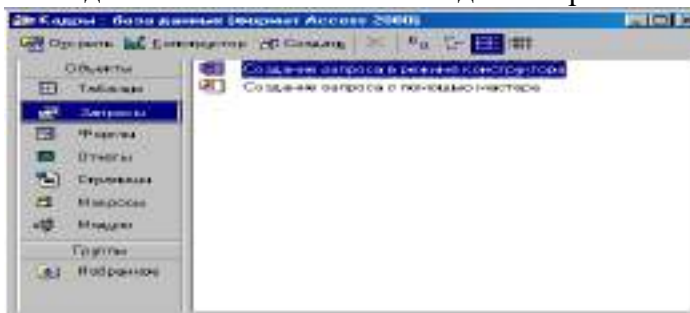 Кадры : база данных (формат Access 2000)
Открыть Конструктор Создать
Объекты
Таблицы
Запросы
Формы
Отчеты
Страницы
Макросы
Модули
Группы
Избранное
Создание запроса в режиме конструктора
Создание запроса с помощью мастера